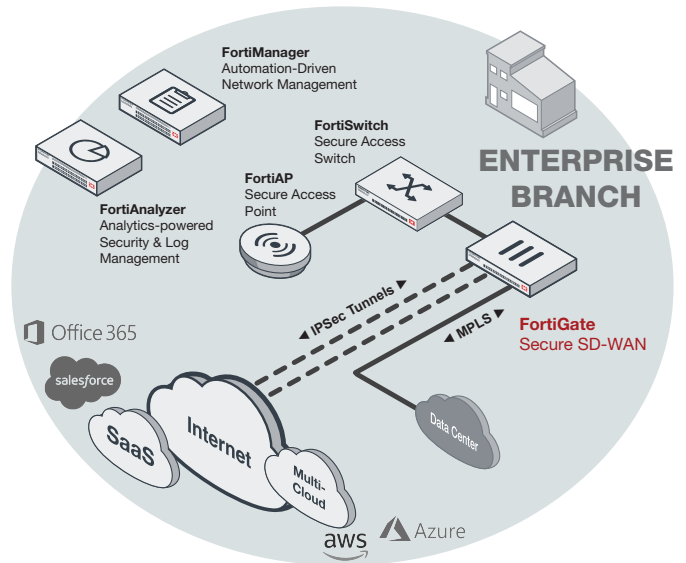 FortiManager
Automation-Driven
Network Management
FortiSwitch
Secure Access
Switch
ENTERPRISE
BRANCH
FortiAP
Secure Access
Point
FortiAnalyzer
Analytics-powered
Security & Log
Management
◄ IPSec Tunnels ►
◄ MPLS ►
FortiGate
Secure SD-WAN
Office 365
salesforce
SaaS
Internet
Multi-
Cloud
Data Center
aws
Azure